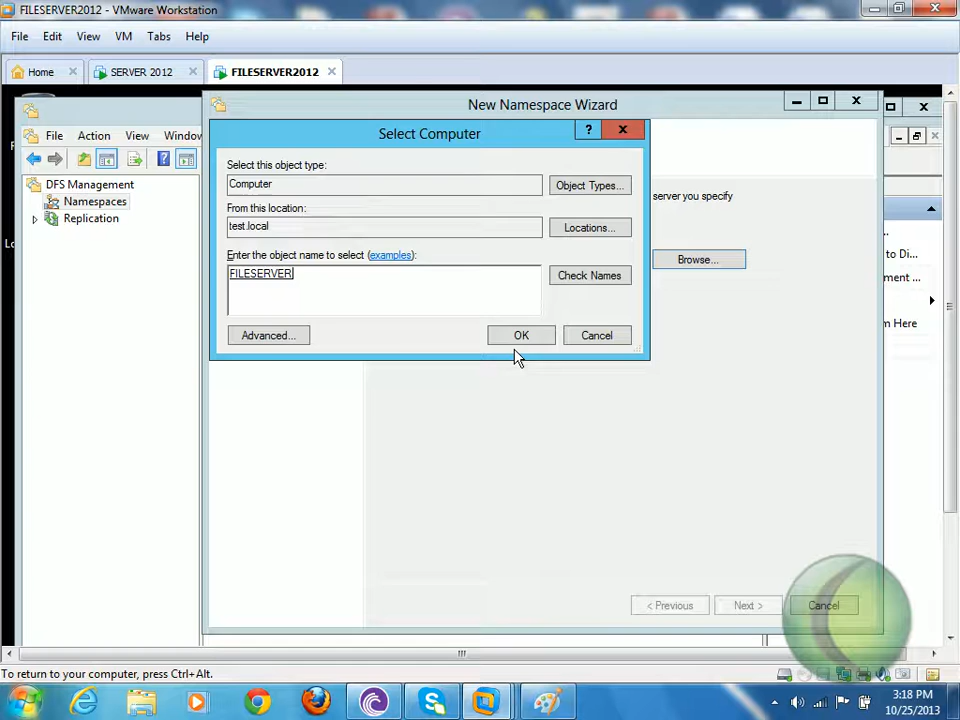 FILESERVER2012 - VMware Workstation
File Edit View VM Tabs Help
Home SERVER 2012 FILESERVER2012
New Namespace Wizard
File Action View Window
Select Computer
?
DFS Management
Namespaces
Replication
Select this object type:
Computer
Object Types...
From this location:
test.local
Locations...
Enter the object name to select (examples):
FILESERVER
Check Names
Advanced...
OK
Cancel
server you specify
Browse...
to Di...
ment ...
m Here
< Previous
Next >
Cancel
To return to your computer, press Ctrl+Alt.
3:18 PM
10/25/2013